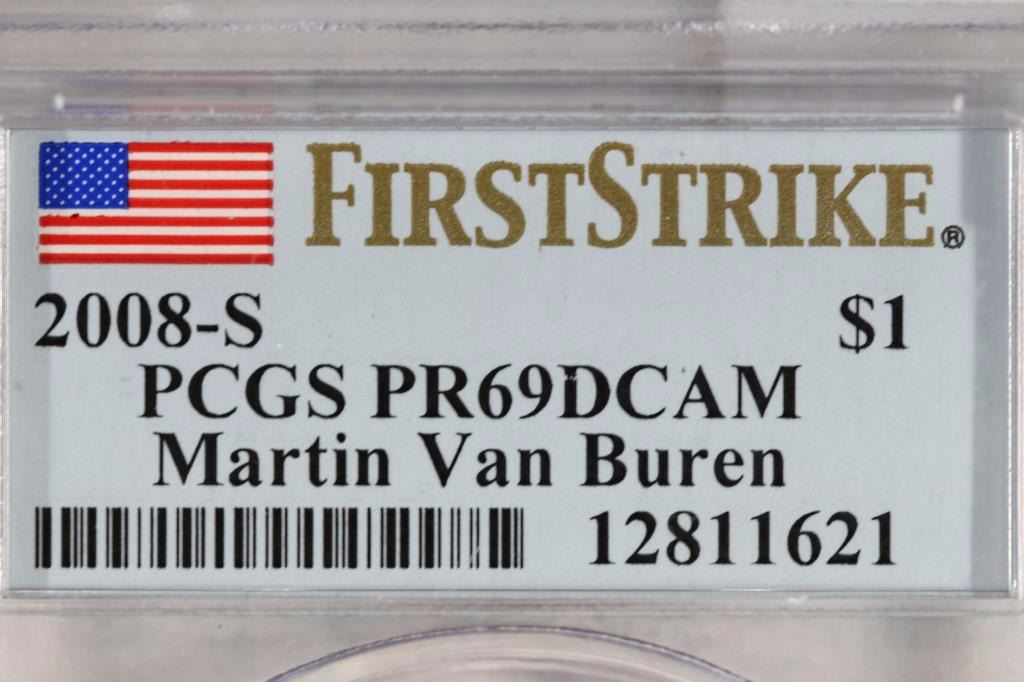 FIRSTSTRIKE®
2008-S $1
PCGS PR69DCAM
Martin Van Buren
12811621